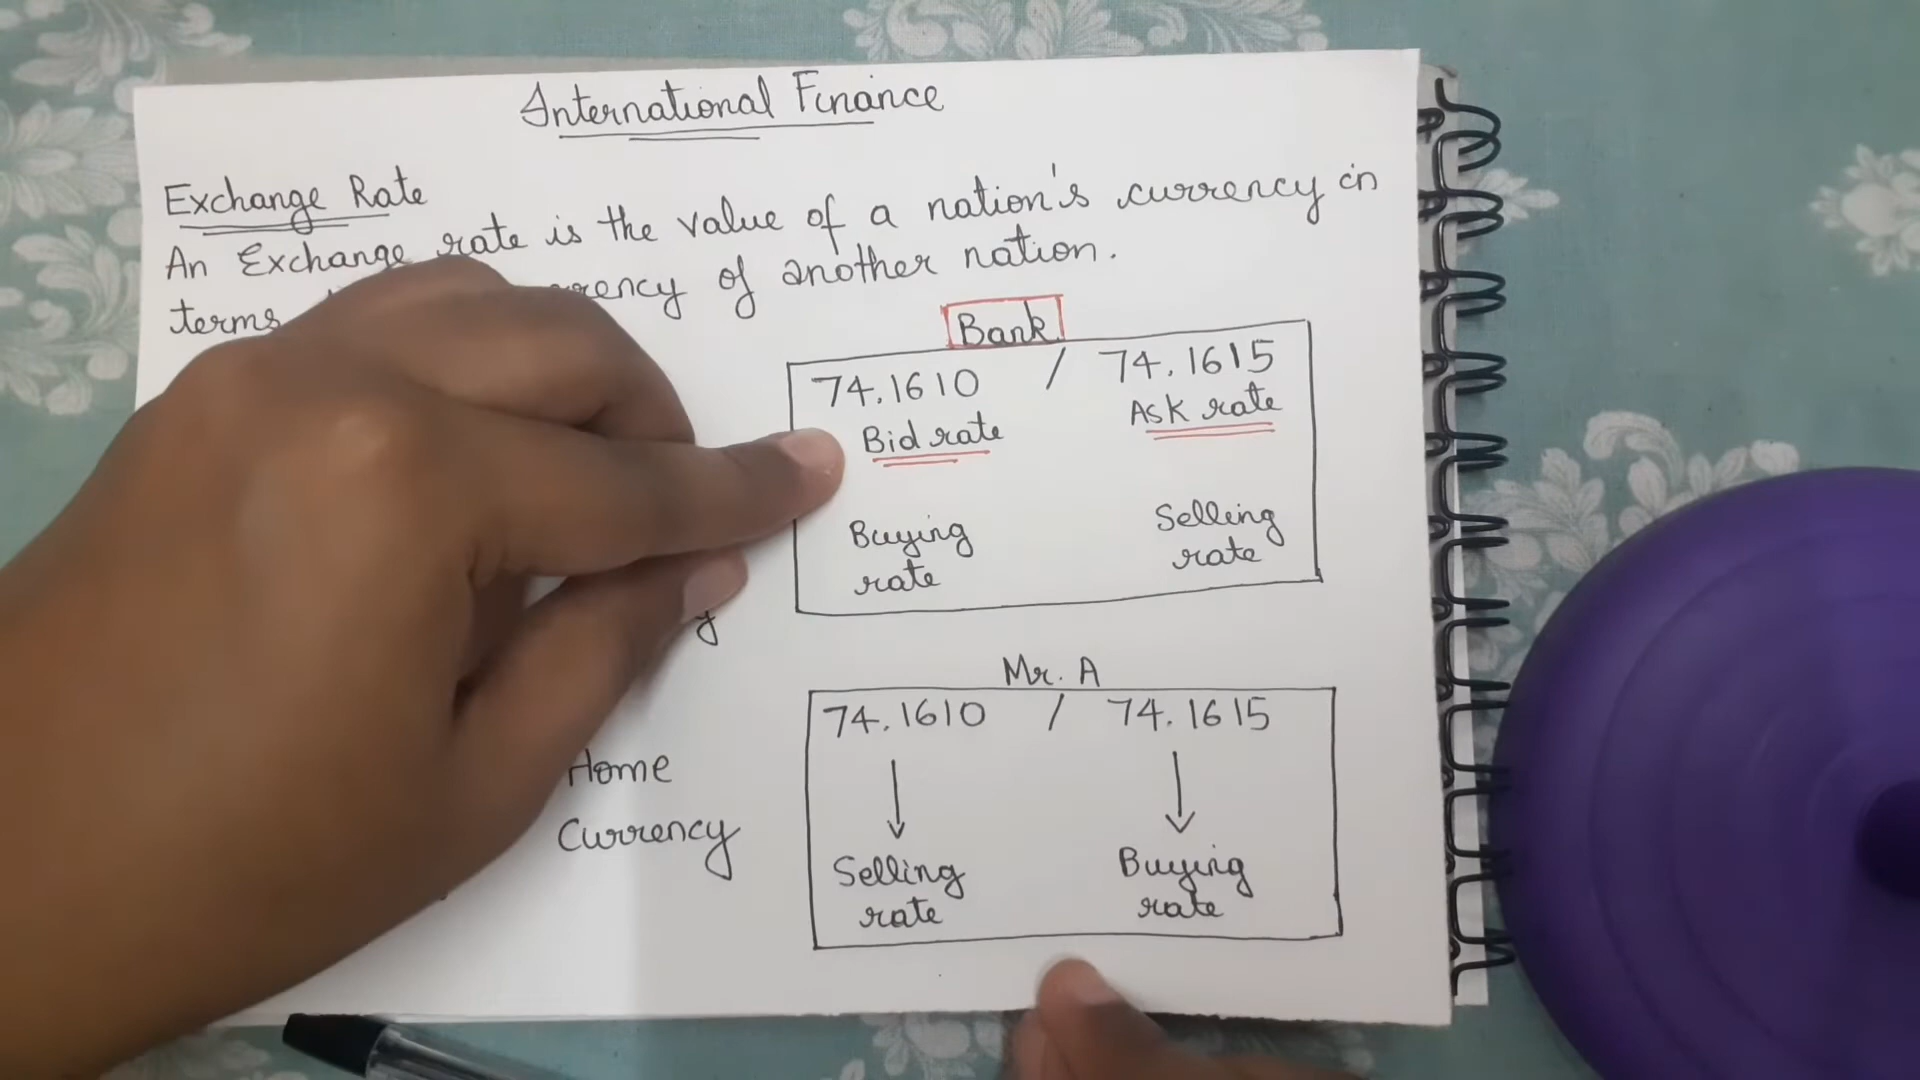 International Finance
Exchange Rate
An Exchange rate is the value of a nation's currency in
terms of another nation.
Bank
74.1610 / 74.1615
Bid rate Ask rate
Buying rate
Selling rate
Mr. A
74.1610 / 74.1615
Selling rate
Buying rate
Home
Currency